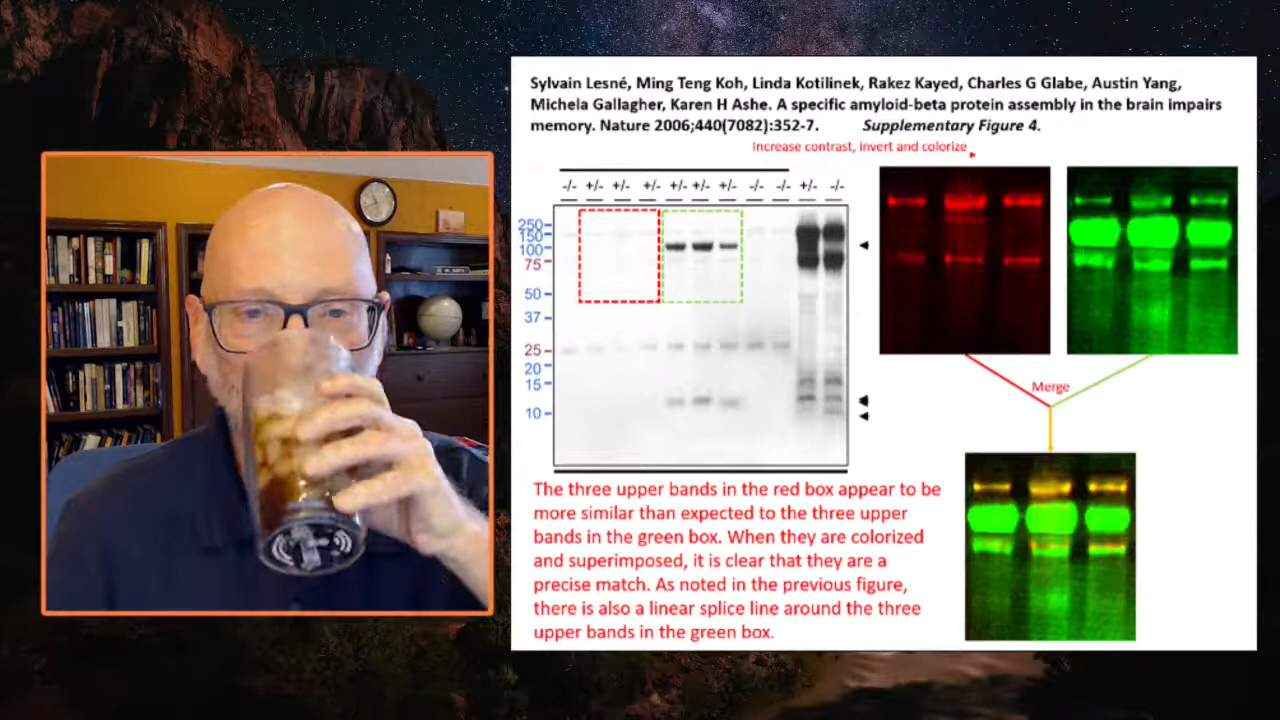 Sylvain Lesné, Ming Teng Koh, Linda Kotilinek, Rakez Kayed, Charles G Glabe, Austin Yang,
Michela Gallagher, Karen H Ashe. A specific amyloid-beta protein assembly in the brain impairs
memory. Nature 2006;440(7082):352-7. Supplementary Figure 4.
Increase contrast, invert and colorize
-/- +/- -/- +/- +/- +/- +/- -/- -/- +/- -/-
250
150
100
75
50
37
25
20
15
10
Merge
The three upper bands in the red box appear to be
more similar than expected to the three upper
bands in the green box. When they are colorized
and superimposed, it is clear that they are a
precise match. As noted in the previous figure,
there is also a linear splice line around the three
upper bands in the green box.